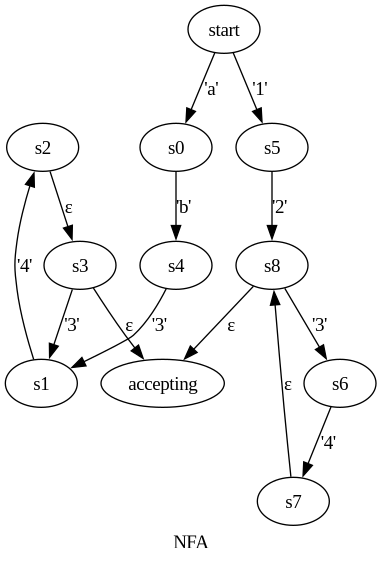 start
'a' '1'
s2 s0 s5
ε 'b' '2'
s3 s4 s8
'4' '3' ε '3' ε '3'
s1 accepting ε s6
'4'
s7
NFA